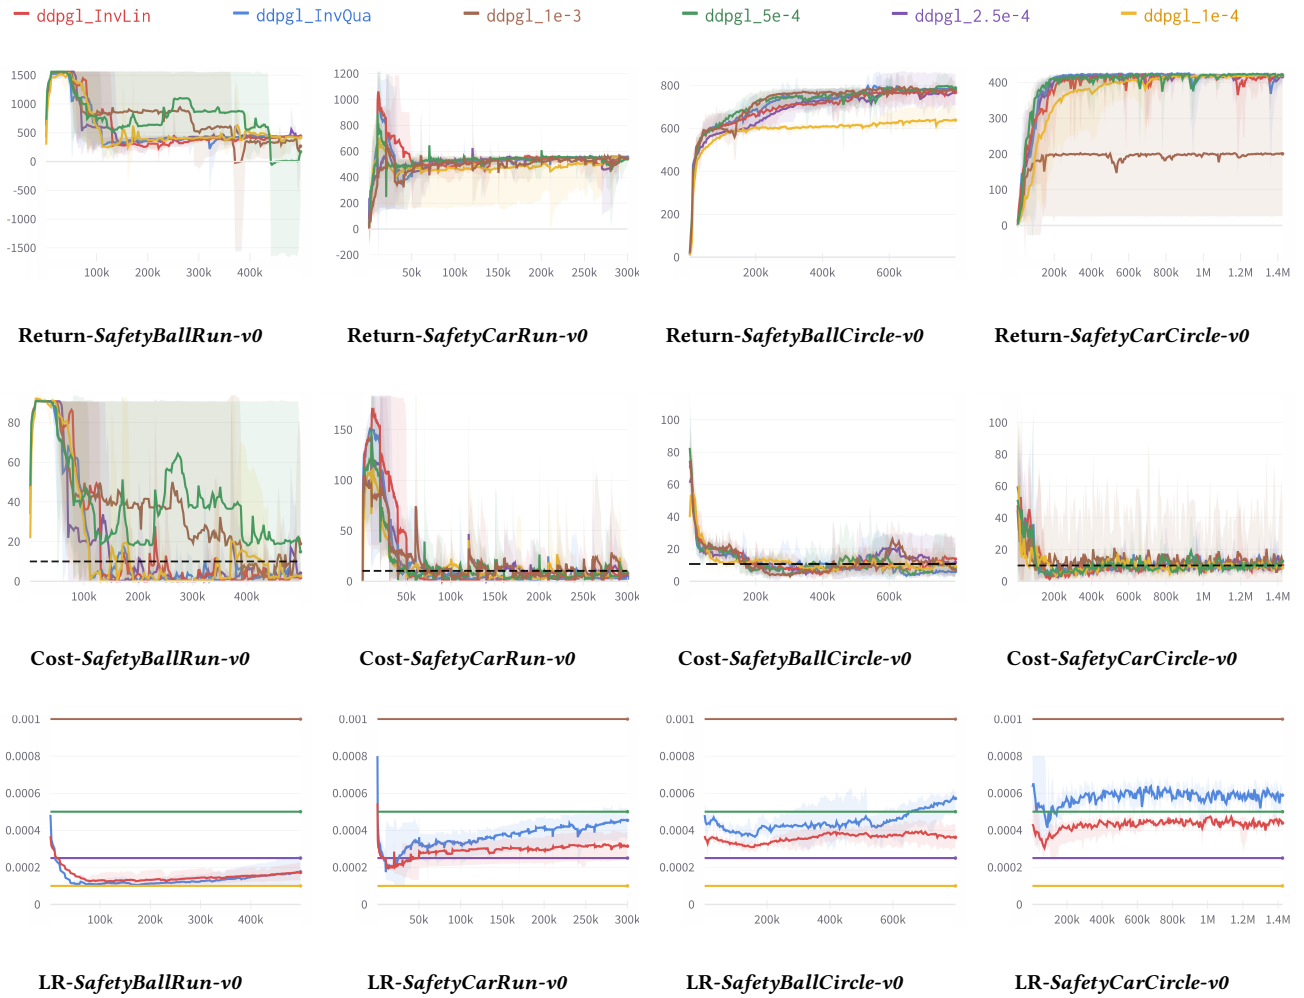 ddpgl_InvLin ddpgl_InvQua ddpgl_1e-3 ddpgl_5e-4 ddpgl_2.5e-4 ddpgl_1e-4
1500 1000 500 0 -500 -1000 -1500
100k 200k 300k 400k
1200 1000 800 600 400 200 0 -200
50k 100k 150k 200k 250k 300k
800 600 400 200 0
200k 400k 600k
400 300 200 100 0
200k 400k 600k 800k 1M 1.2M 1.4M
Return-SafetyBallRun-v0 Return-SafetyCarRun-v0 Return-SafetyBallCircle-v0 Return-SafetyCarCircle-v0
80 60 40 20 0
100k 200k 300k 400k
150 100 50 0
50k 100k 150k 200k 250k 300k
100 80 60 40 20 0
200k 400k 600k
100 80 60 40 20 0
200k 400k 600k 800k 1M 1.2M 1.4M
Cost-SafetyBallRun-v0 Cost-SafetyCarRun-v0 Cost-SafetyBallCircle-v0 Cost-SafetyCarCircle-v0
0.001 0.0008 0.0006 0.0004 0.0002 0
100k 200k 300k 400k
0.001 0.0008 0.0006 0.0004 0.0002 0
50k 100k 150k 200k 250k 300k
0.001 0.0008 0.0006 0.0004 0.0002 0
200k 400k 600k
0.001 0.0008 0.0006 0.0004 0.0002 0
200k 400k 600k 800k 1M 1.2M 1.4M
LR-SafetyBallRun-v0 LR-SafetyCarRun-v0 LR-SafetyBallCircle-v0 LR-SafetyCarCircle-v0